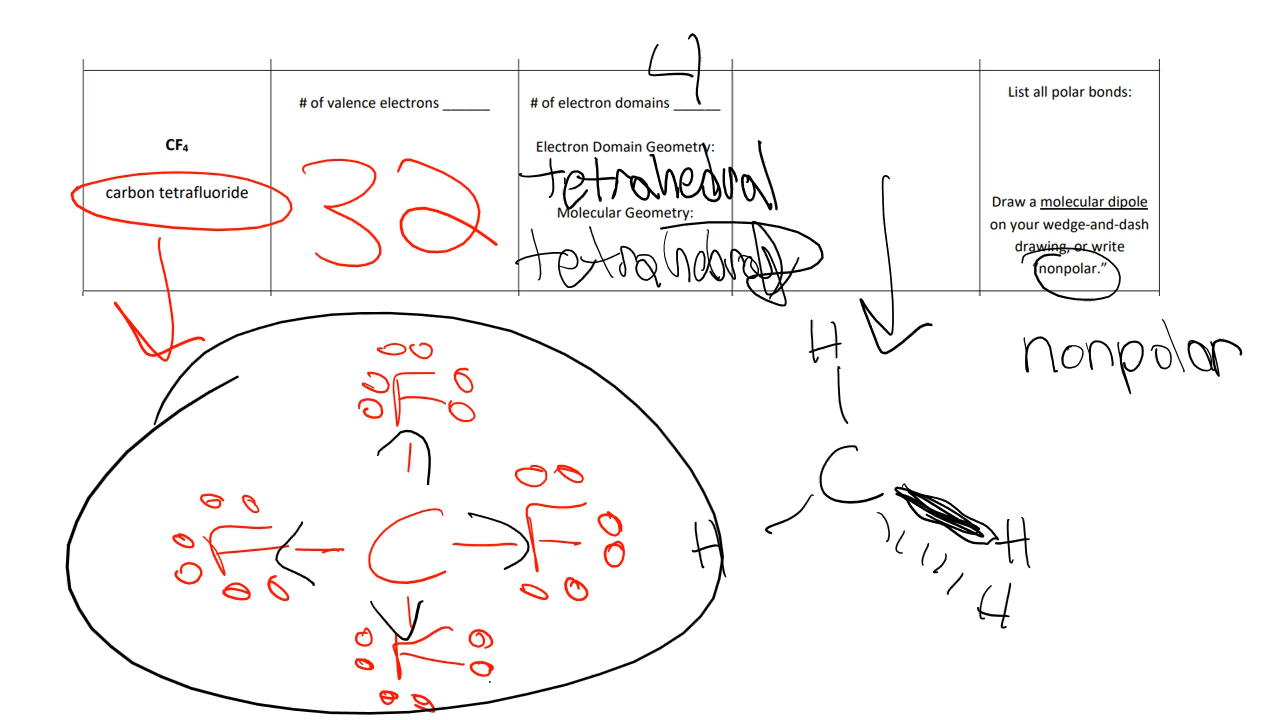 4
# of valence electrons ______
# of electron domains ______
List all polar bonds:
CF₄
Electron Domain Geometry:
carbon tetrafluoride
32
tetrahedral
Molecular Geometry:
Draw a molecular dipole
on your wedge-and-dash
drawing, or write
"nonpolar."
H
nonpolar
F
C
F
C
F
H
H
H
F